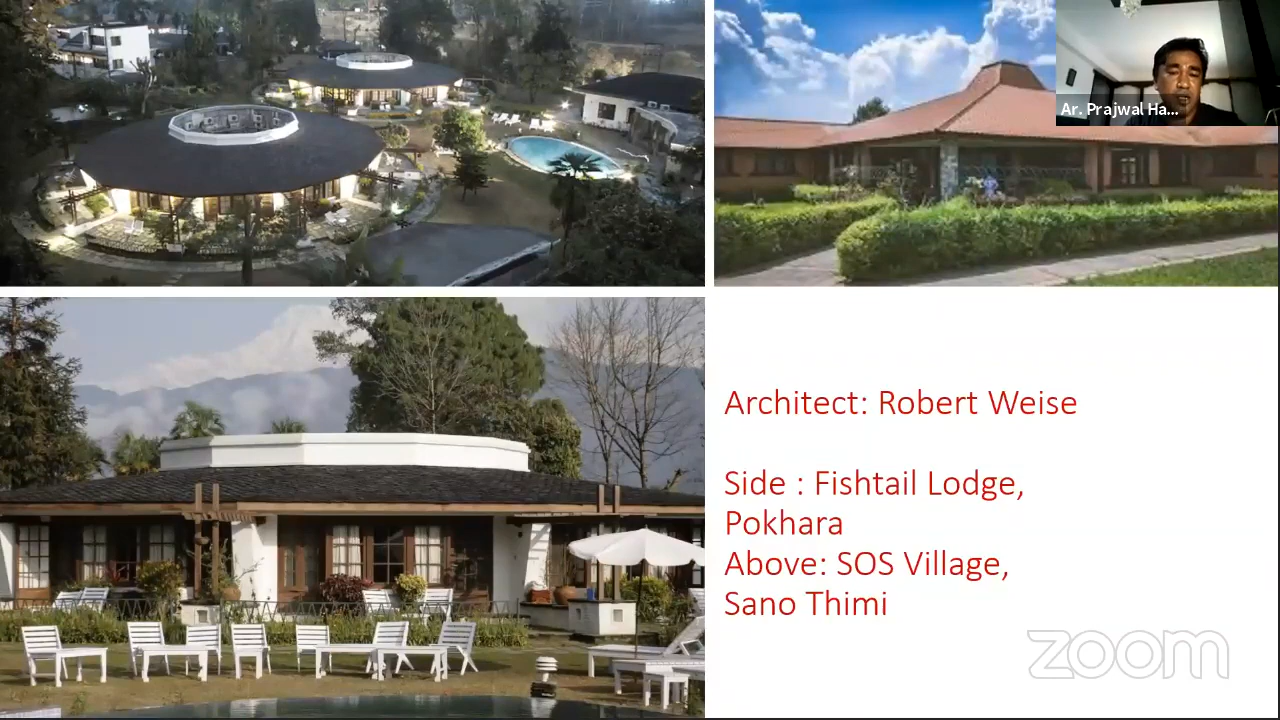 Ar. Prajwal Ha...
Architect: Robert Weise
Side : Fishtail Lodge,
Pokhara
Above: SOS Village,
Sano Thimi
zoom